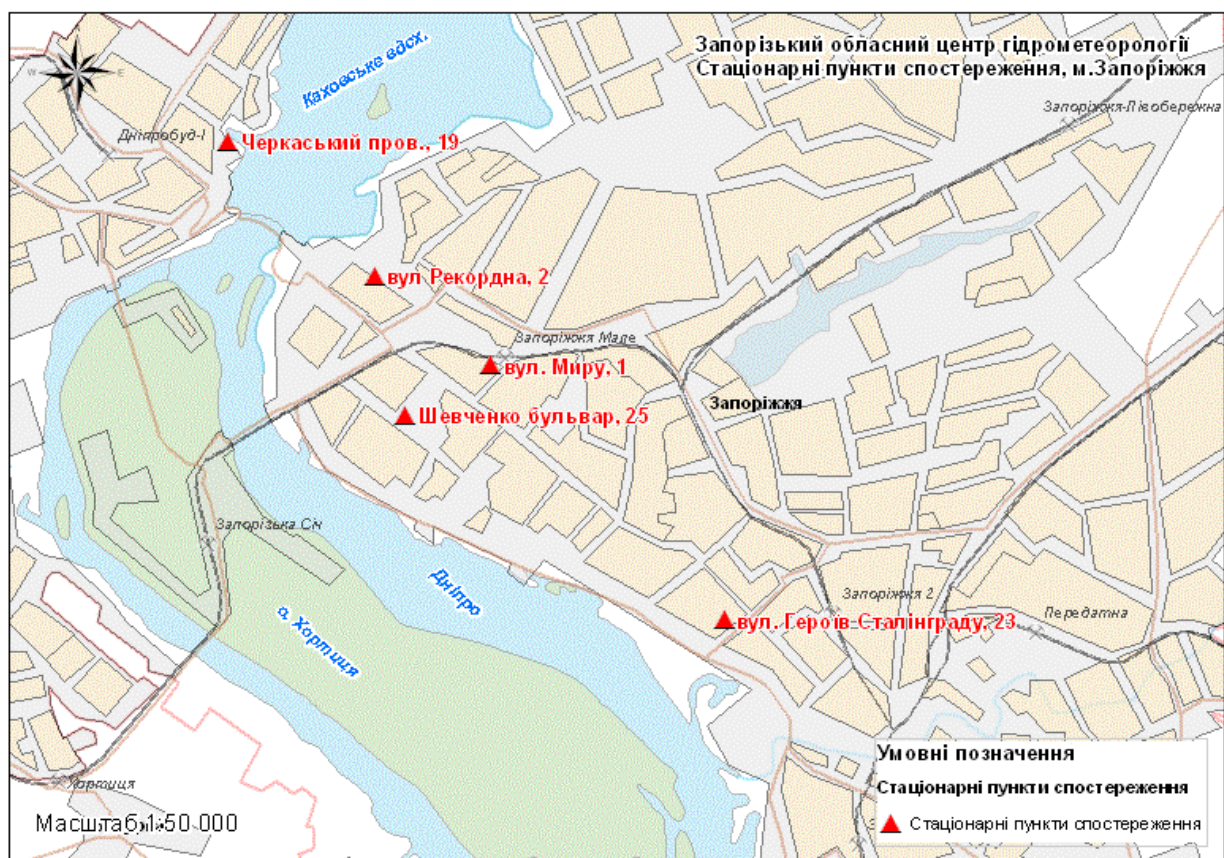 Запорізький обласний центр гідрометеорології
Стаціонарні пункти спостереження, м.Запоріжжя
Каховське вдсх.
W
E
Запоріжжя-Лівобережна
Дніпробуд-І
Черкаський пров., 19
вул Рекордна, 2
Запоріжжя Мале
вул. Миру, 1
Запоріжжя
Шевченко бульвар, 25
Запорізька Січ
Дніпро
о. Хортиця
Запоріжжя 2
вул. Героїв Сталінграду, 23
Передатна
Хортиця
Масштаб 1:50 000
Умовні позначення
Стаціонарні пункти спостереження
Стаціонарні пункти спостереження